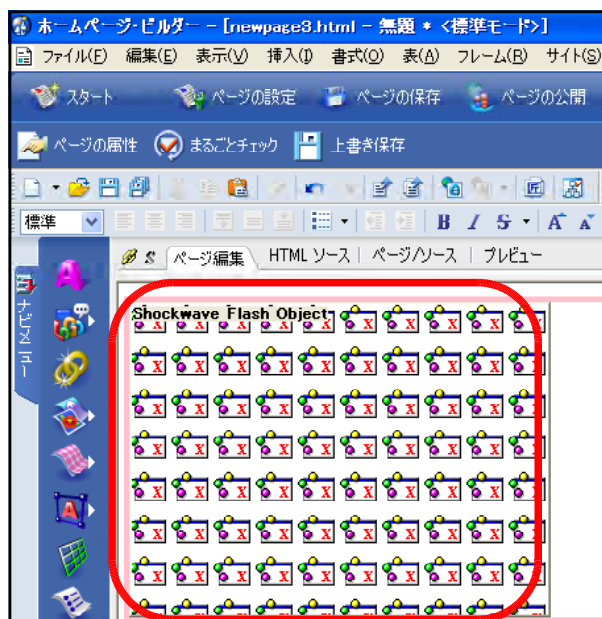 ホームページ・ビルダー - [newpage3.html - 無題 * <標準モード>]
ファイル(F) 編集(E) 表示(V) 挿入(I) 書式(O) 表(A) フレーム(R) サイト(S)
スタート ページの設定 ページの保存 ページの公開
ページの属性 まるごとチェック 上書き保存
標準 B I S A A
ページ編集 HTML ソース ページ/ソース プレビュー
ナビメニュー
Shockwave Flash Object